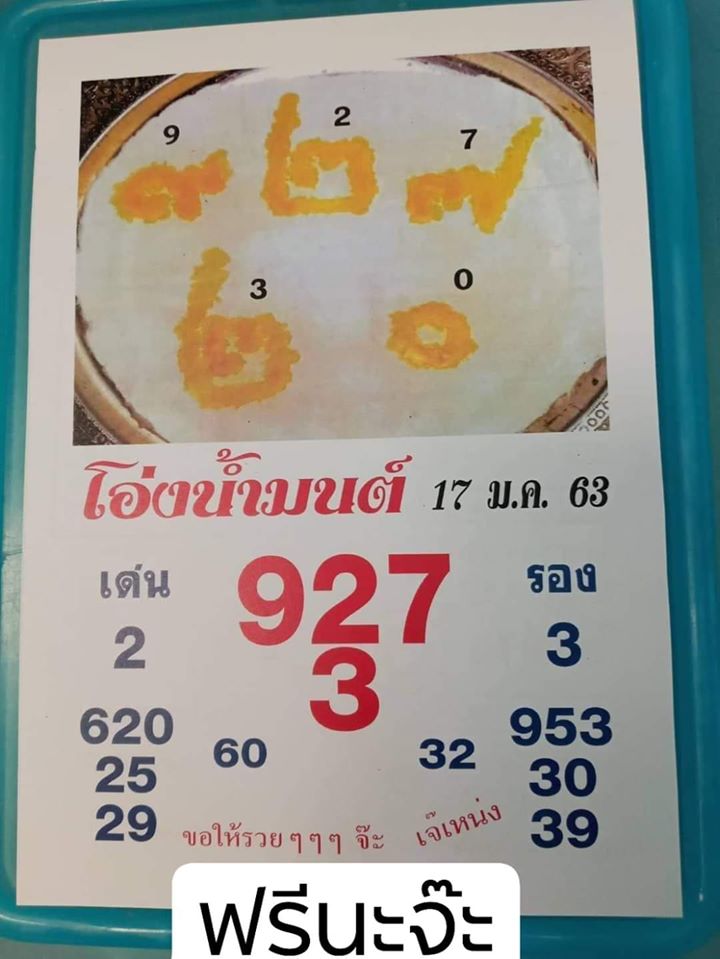 9 2 7
๙ ๒ ๗
3 0
๒ ๐
โอ่งน้ำมนต์ 17 ม.ค. 63
เด่น 927 รอง
2 3 3
620 60 32 953
25 30
29 39
ขอให้รวย ๆ ๆ ๆ จ๊ะ เจ๊เหน่ง
ฟรีนะจ๊ะ